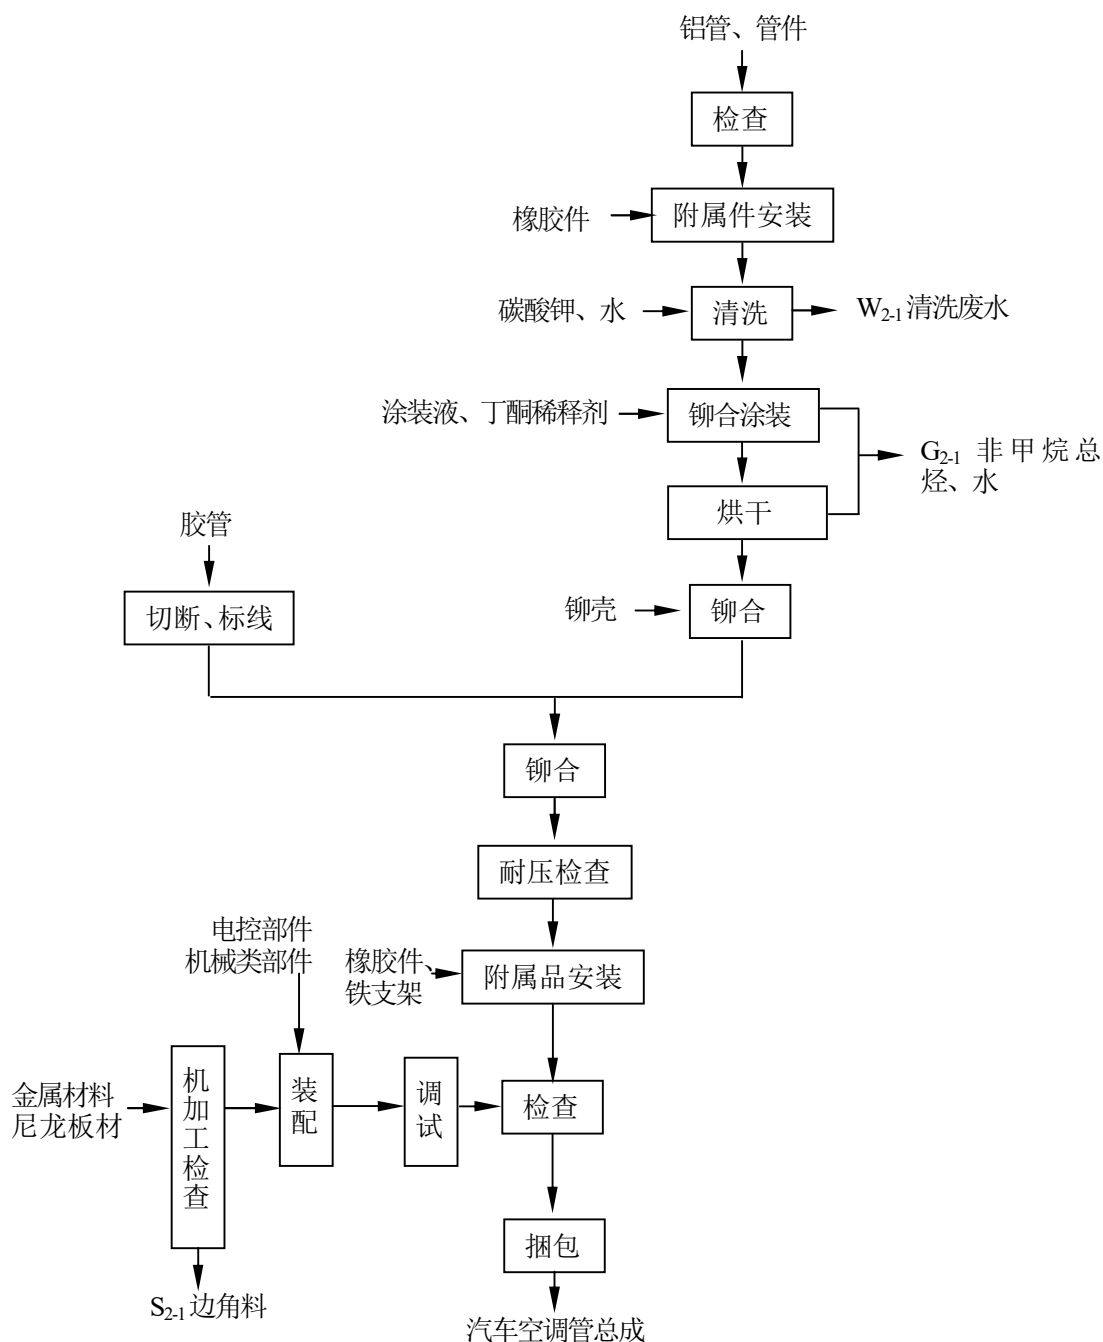 铝管、管件
检查
橡胶件
附属件安装
碳酸钾、水
清洗
W2-1 清洗废水
涂装液、丁酮稀释剂
铆合涂装
G2-1 非甲烷总
烃、水
烘干
胶管
切断、标线
铆壳
铆合
铆合
耐压检查
电控部件
机械类部件
橡胶件、
铁支架
附属品安装
金属材料
尼龙板材
机加工检查
装配
调试
检查
捆包
S2-1 边角料
汽车空调管总成